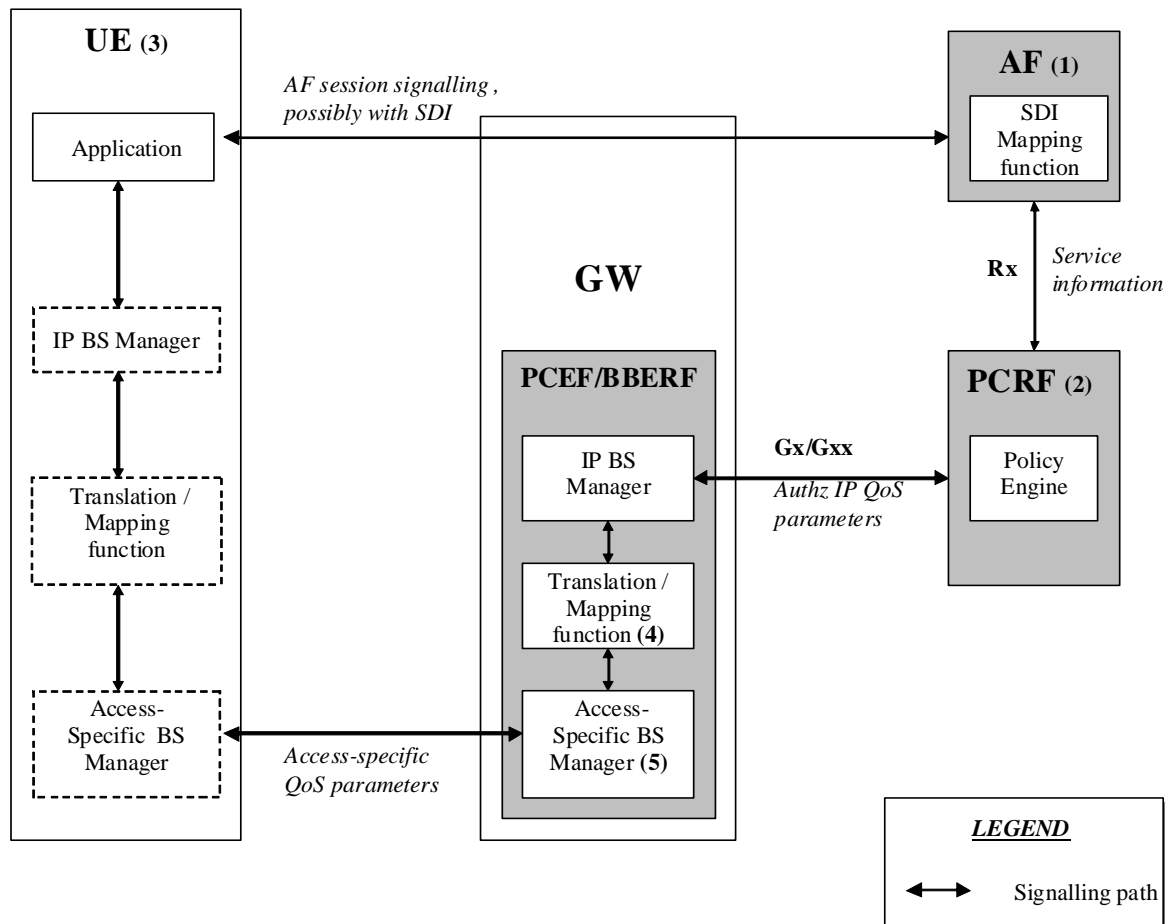 UE (3)
AF session signalling ,
possibly with SDI
AF (1)
SDI
Mapping
function
Application
GW
Rx
Service
information
IP BS Manager
PCEF/BBERF
PCRF (2)
IP BS
Manager
Gx/Gxx
Authz IP QoS
parameters
Policy
Engine
Translation /
Mapping
function
Translation /
Mapping
function (4)
Access-
Specific BS
Manager
Access-specific
QoS parameters
Access-
Specific BS
Manager (5)
LEGEND
Signalling path